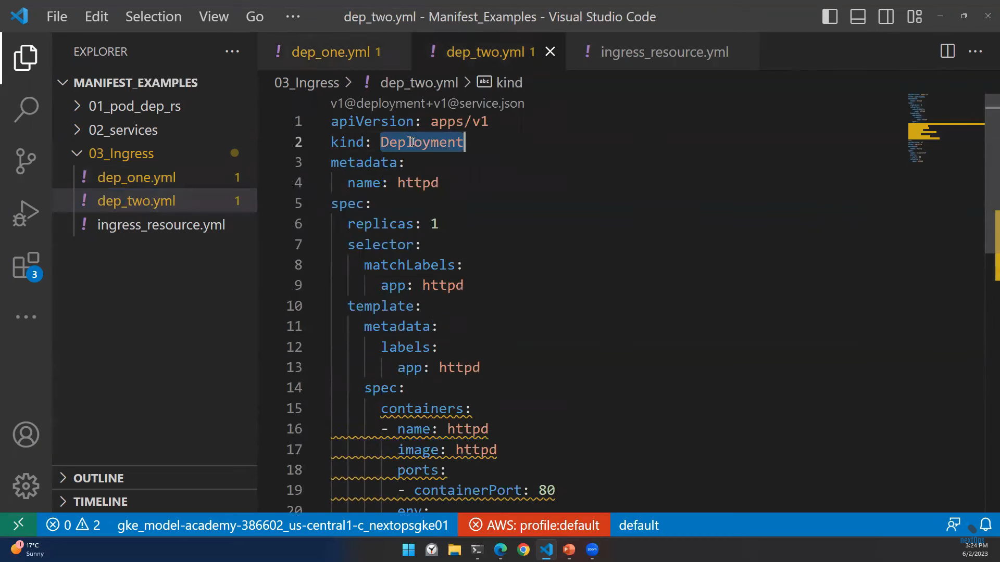 File Edit Selection View Go ··· dep_two.yml - Manifest_Examples - Visual Studio Code
EXPLORER ···
MANIFEST_EXAMPLES
01_pod_dep_rs
02_services
03_Ingress
! dep_one.yml 1
! dep_two.yml 1
! ingress_resource.yml
OUTLINE
TIMELINE
3
! dep_one.yml 1 ! dep_two.yml 1 ! ingress_resource.yml ···
03_Ingress > ! dep_two.yml > abc kind
v1@deployment+v1@service.json
1 apiVersion: apps/v1
2 kind: Deployment
3 metadata:
4 name: httpd
5 spec:
6 replicas: 1
7 selector:
8 matchLabels:
9 app: httpd
10 template:
11 metadata:
12 labels:
13 app: httpd
14 spec:
15 containers:
16 - name: httpd
17 image: httpd
18 ports:
19 - containerPort: 80
20 env:
0 2 gke_model-academy-386602_us-central1-c_nextopsgke01 AWS: profile:default default
1 17°C
Sunny
zoom
nextOps
3:24 PM
6/2/2023